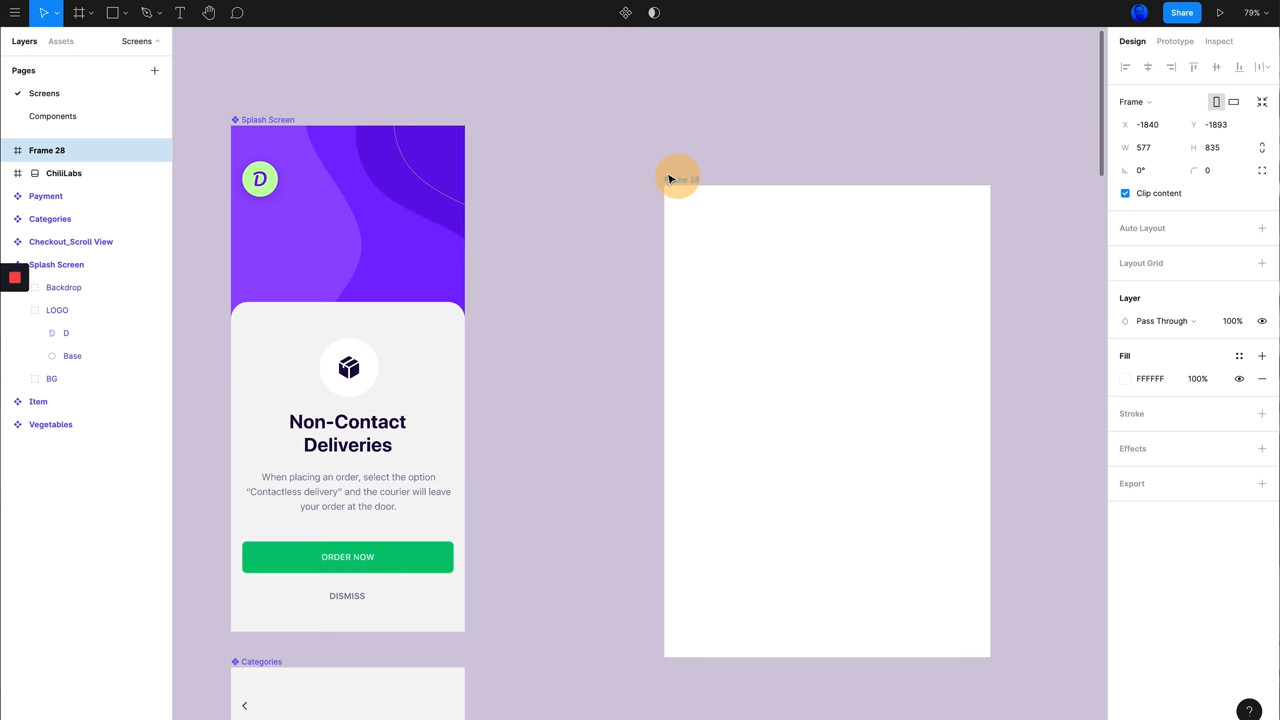 Share
79%
Layers
Assets
Screens
Pages
Screens
Components
Frame 28
ChiliLabs
Payment
Categories
Checkout_Scroll View
Splash Screen
Backdrop
LOGO
D
Base
BG
Item
Vegetables
Splash Screen
D
Non-Contact
Deliveries
When placing an order, select the option
“Contactless delivery” and the courier will leave
your order at the door.
ORDER NOW
DISMISS
Categories
Frame 28
Design
Prototype
Inspect
Frame
X -1840 Y -1893
W 577 H 835
0° 0
Clip content
Auto Layout
Layout Grid
Layer
Pass Through 100%
Fill
FFFFFF 100%
Stroke
Effects
Export
?